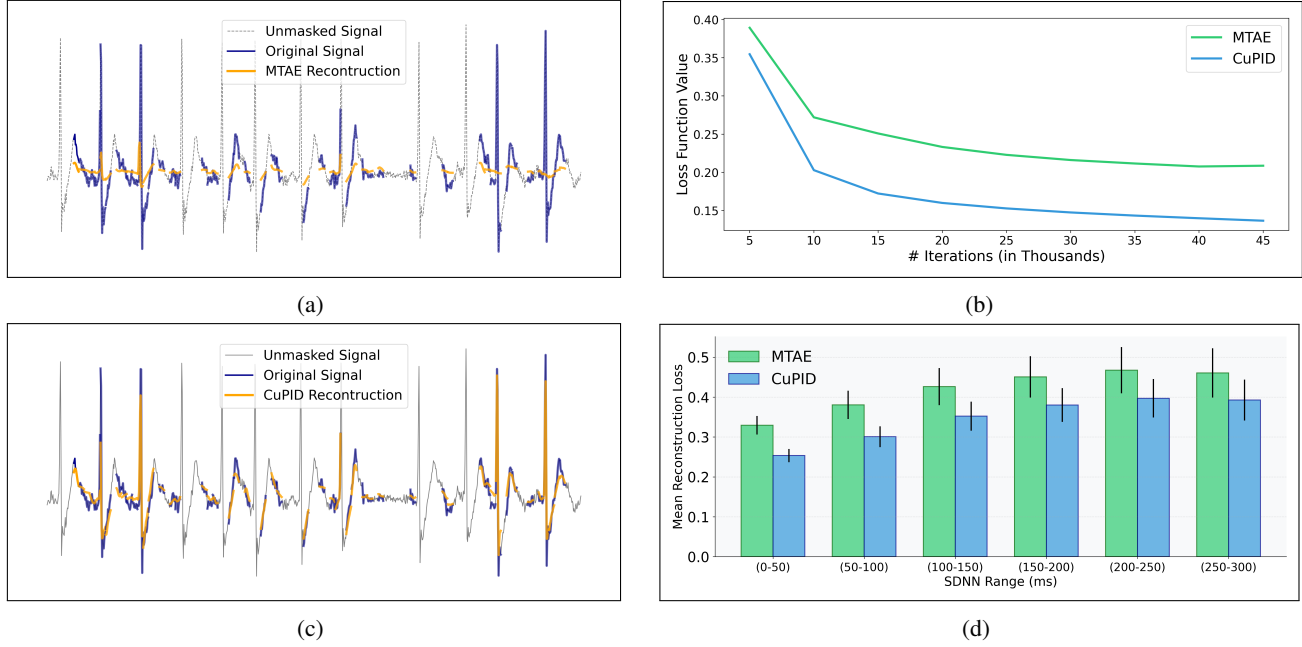 Unmasked Signal
Original Signal
MTAE Recontruction
(a)
0.40
0.35
0.30
0.25
0.20
0.15
Loss Function Value
MTAE
CuPID
5 10 15 20 25 30 35 40 45
# Iterations (in Thousands)
(b)
Unmasked Signal
Original Signal
CuPID Reconstruction
(c)
0.5
0.4
0.3
0.2
0.1
0.0
Mean Reconstruction Loss
MTAE
CuPID
(0-50) (50-100) (100-150) (150-200) (200-250) (250-300)
SDNN Range (ms)
(d)